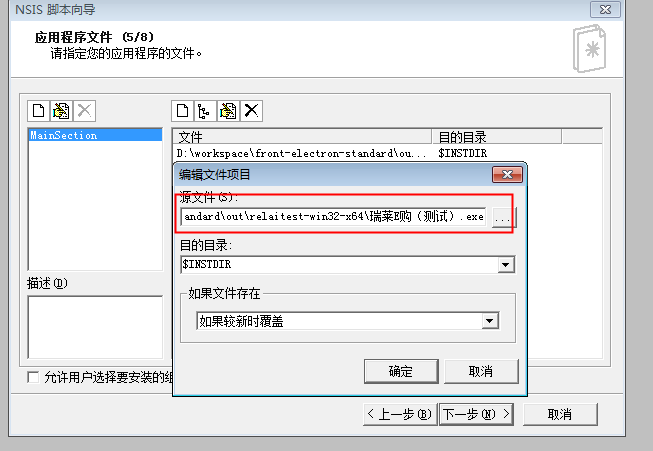 NSIS 脚本向导
应用程序文件 (5/8)
请指定您的应用程序的文件。
MainSection
文件 目的目录
D:\workspace\front-electron-standard\ou... $INSTDIR
编辑文件项目
源文件(S):
andard\out\relaitest-win32-x64\瑞莱E购（测试）.exe ...
目的目录:
$INSTDIR
描述(D)
如果文件存在
如果较新时覆盖
确定 取消
允许用户选择要安装的组
< 上一步(B) 下一步(N) > 取消